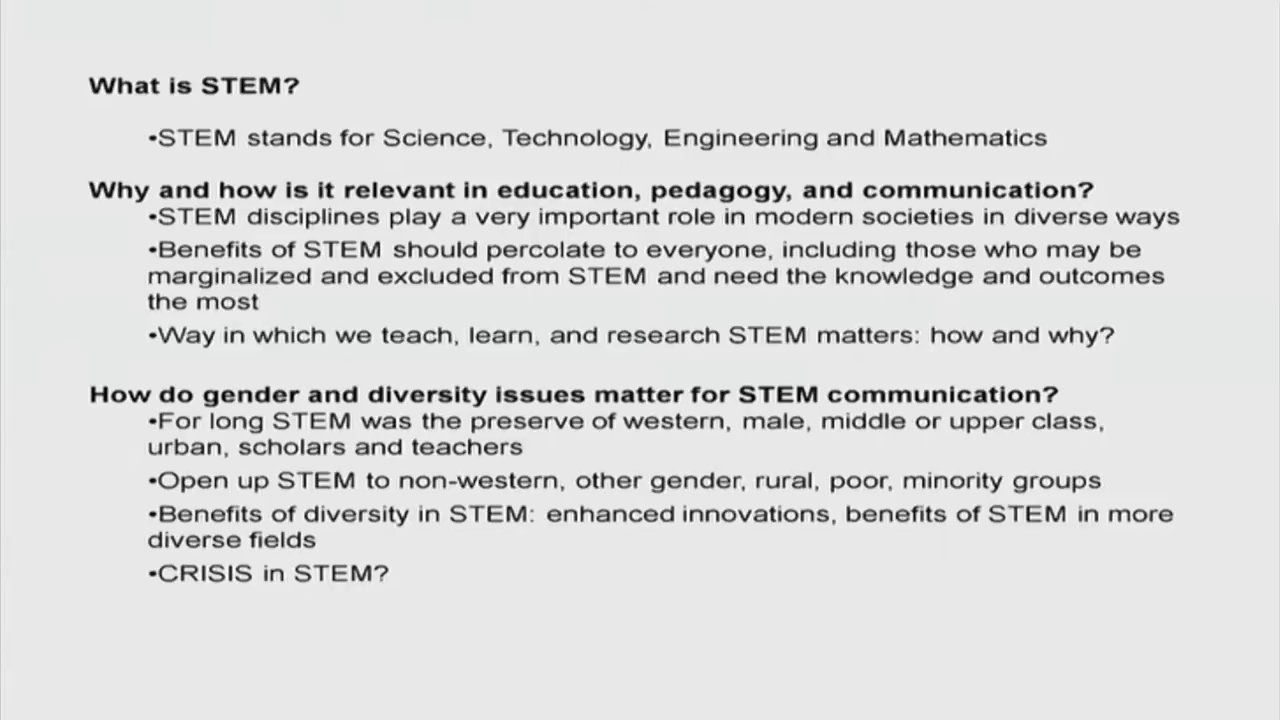 What is STEM?
•STEM stands for Science, Technology, Engineering and Mathematics
Why and how is it relevant in education, pedagogy, and communication?
•STEM disciplines play a very important role in modern societies in diverse ways
•Benefits of STEM should percolate to everyone, including those who may be
marginalized and excluded from STEM and need the knowledge and outcomes
the most
•Way in which we teach, learn, and research STEM matters: how and why?
How do gender and diversity issues matter for STEM communication?
•For long STEM was the preserve of western, male, middle or upper class,
urban, scholars and teachers
•Open up STEM to non-western, other gender, rural, poor, minority groups
•Benefits of diversity in STEM: enhanced innovations, benefits of STEM in more
diverse fields
•CRISIS in STEM?